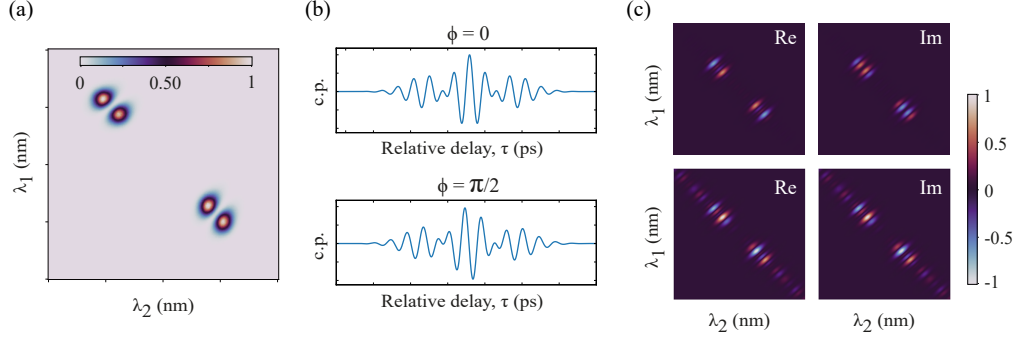 (a)
0 0.50 1
λ1 (nm)
λ2 (nm)
(b)
ϕ = 0
c.p.
Relative delay, τ (ps)
ϕ = π/2
c.p.
Relative delay, τ (ps)
(c)
Re Im
λ1 (nm)
Re Im
λ1 (nm)
λ2 (nm) λ2 (nm)
1
0.5
0
-0.5
-1